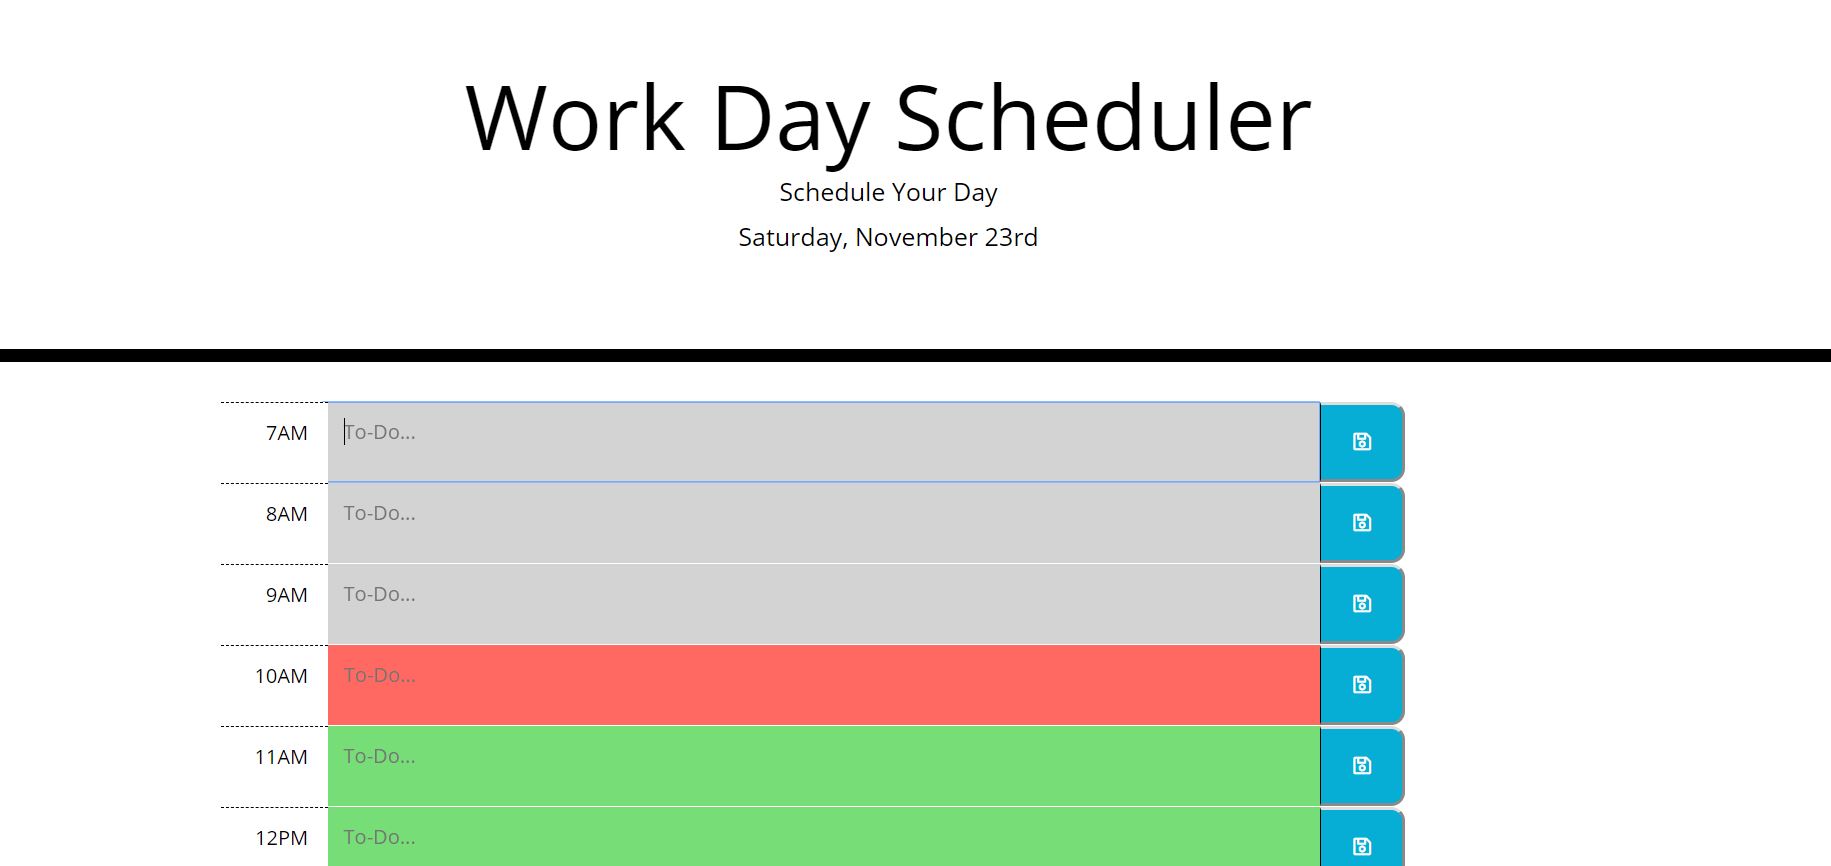 Work Day Scheduler
Schedule Your Day
Saturday, November 23rd
7AM To-Do...
8AM To-Do...
9AM To-Do...
10AM To-Do...
11AM To-Do...
12PM To-Do...